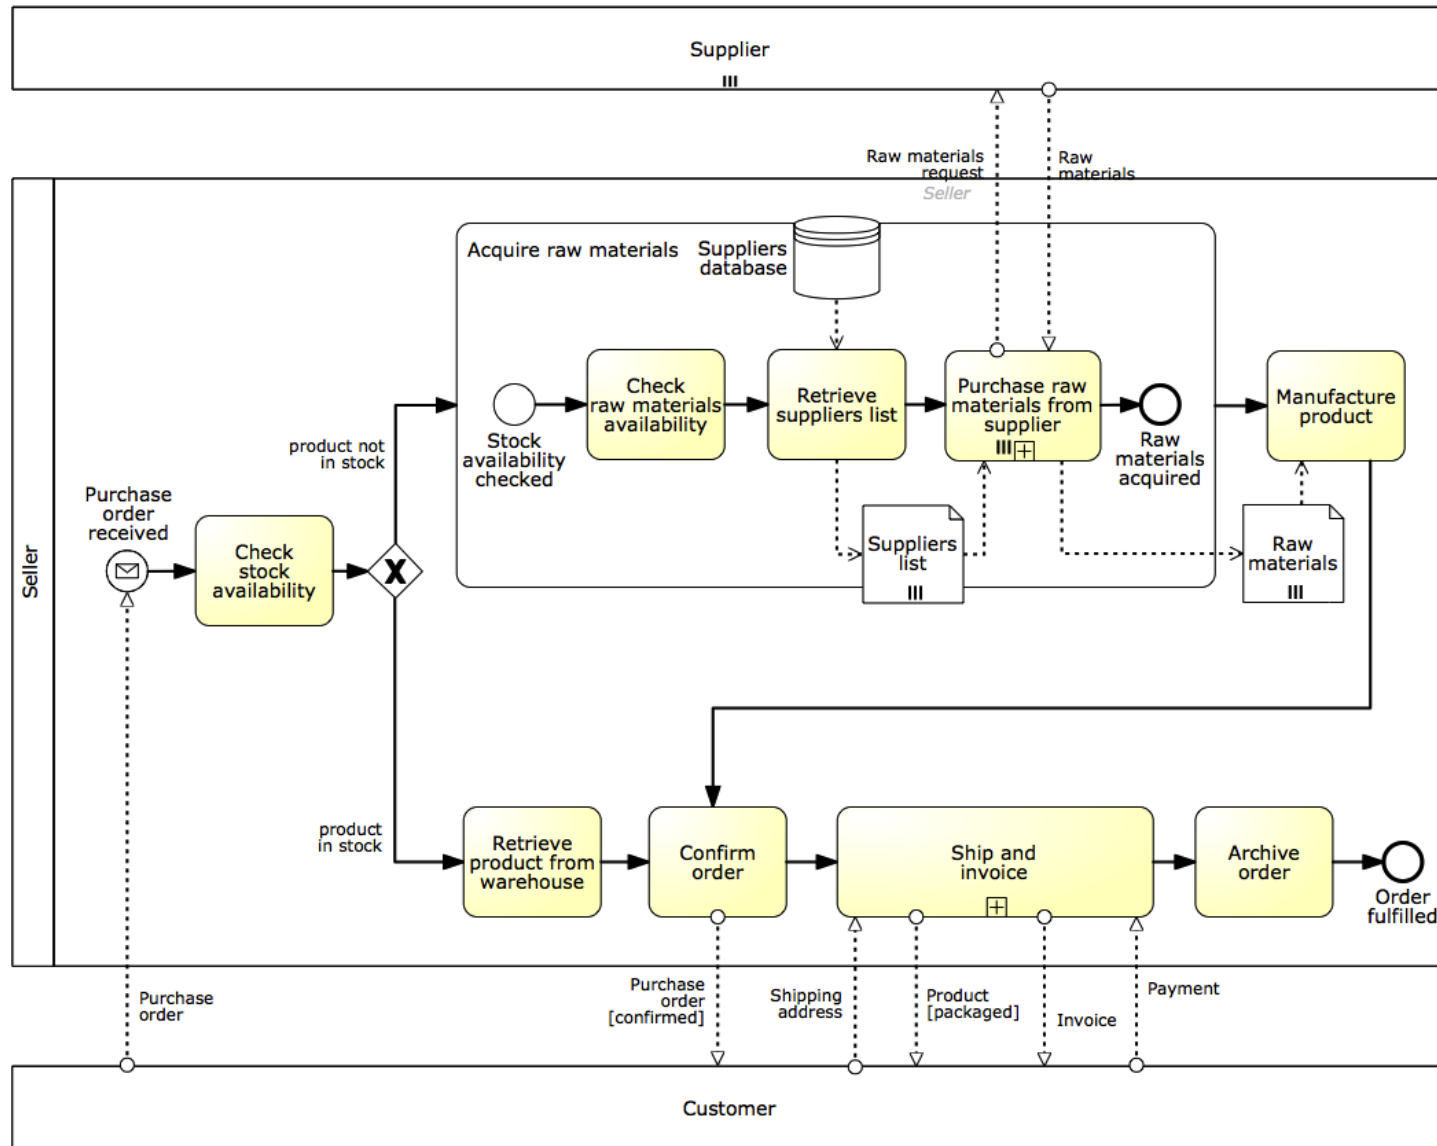 Supplier
Raw materials
request
Seller
Raw
materials
Seller
Acquire raw materials
Suppliers
database
Check
raw materials
availability
Retrieve
suppliers list
Purchase raw
materials from
supplier
Manufacture
product
Stock
availability
checked
Raw
materials
acquired
product not
in stock
Purchase
order
received
Check
stock
availability
X
Suppliers
list
Raw
materials
product
in stock
Retrieve
product from
warehouse
Confirm
order
Ship and
invoice
Archive
order
Order
fulfilled
Purchase
order
Purchase
order
[confirmed]
Shipping
address
Product
[packaged]
Invoice
Payment
Customer